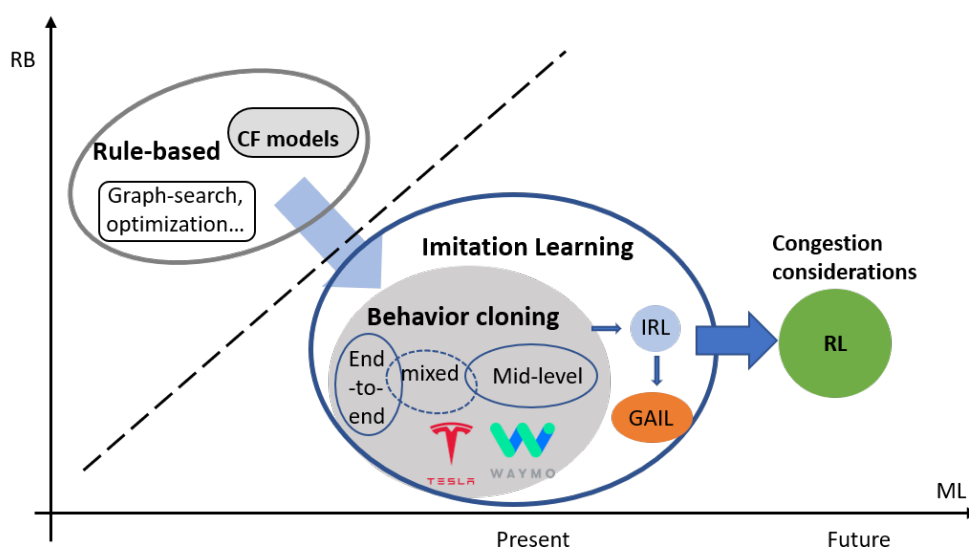 RB
Rule-based
CF models
Graph-search,
optimization...
Imitation Learning
Behavior cloning
End
-to-
end
mixed
Mid-level
TESLA
WAYMO
IRL
GAIL
Congestion
considerations
RL
ML
Present
Future